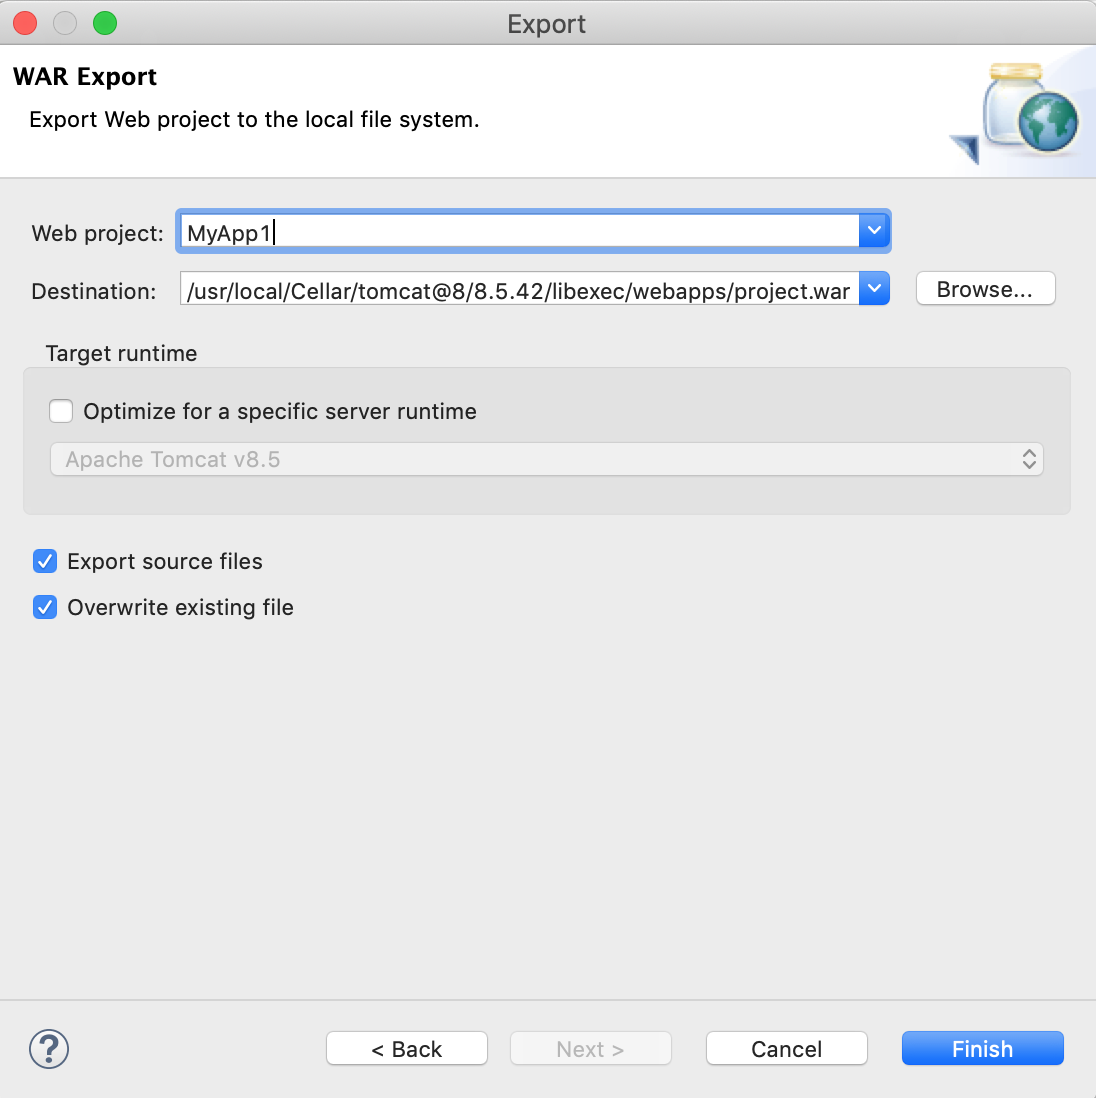 Export
WAR Export
Export Web project to the local file system.
Web project: MyApp1
Destination: /usr/local/Cellar/tomcat@8/8.5.42/libexec/webapps/project.war Browse...
Target runtime
Optimize for a specific server runtime
Apache Tomcat v8.5
Export source files
Overwrite existing file
? < Back Next > Cancel Finish